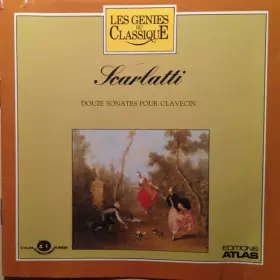 LES GENIES
DU
CLASSIQUE
Scarlatti
DOUZE SONATES POUR CLAVECIN
EDITIONS
ATLAS